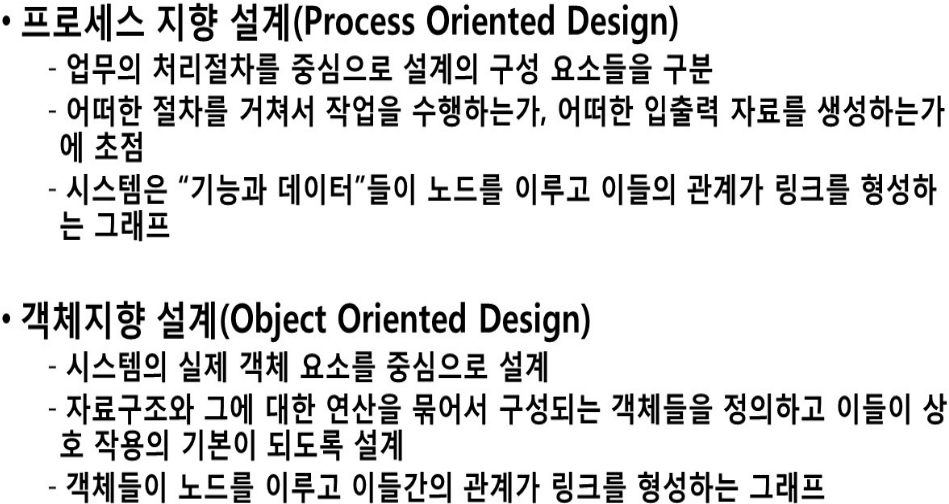 • 프로세스 지향 설계(Process Oriented Design)
- 업무의 처리절차를 중심으로 설계의 구성 요소들을 구분
- 어떠한 절차를 거쳐서 작업을 수행하는가, 어떠한 입출력 자료를 생성하는가
에 초점
- 시스템은 “기능과 데이터”들이 노드를 이루고 이들의 관계가 링크를 형성하
는 그래프
• 객체지향 설계(Object Oriented Design)
- 시스템의 실제 객체 요소를 중심으로 설계
- 자료구조와 그에 대한 연산을 묶어서 구성되는 객체들을 정의하고 이들이 상
호 작용의 기본이 되도록 설계
- 객체들이 노드를 이루고 이들간의 관계가 링크를 형성하는 그래프